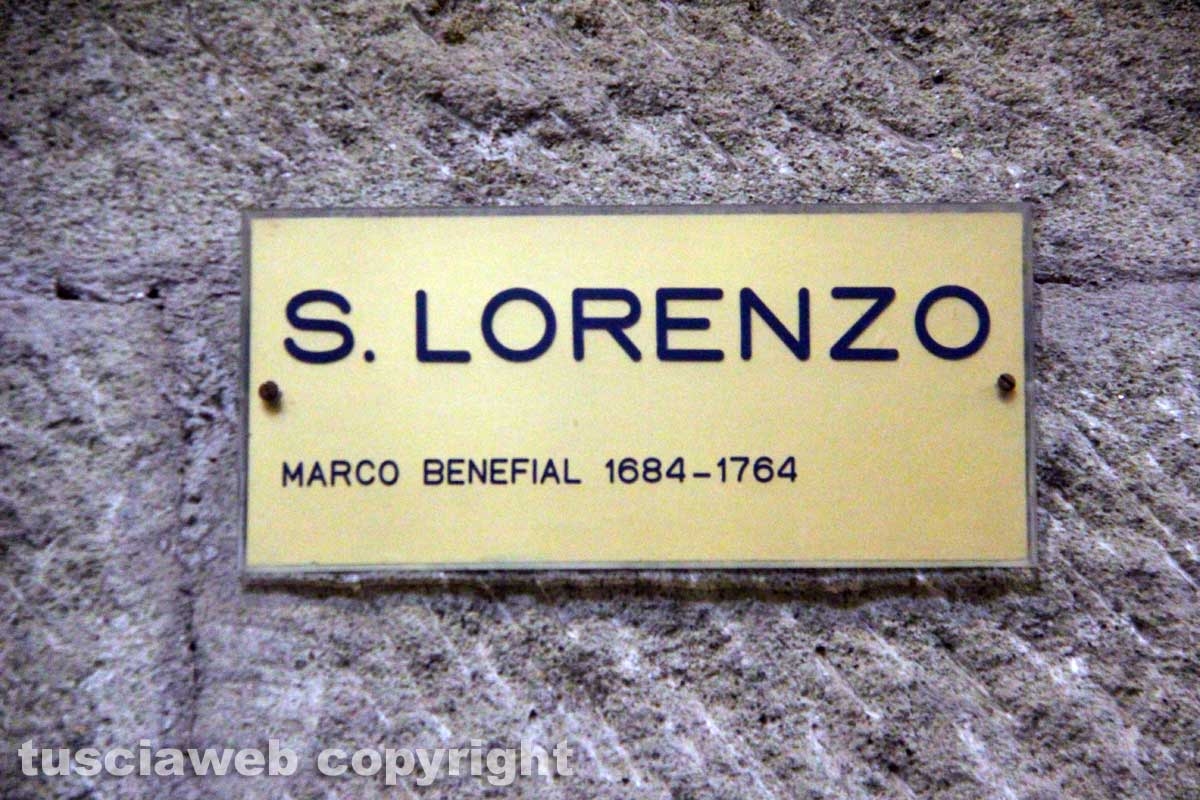 S. LORENZO
MARCO BENEFIAL 1684-1764
tusciaweb copyright